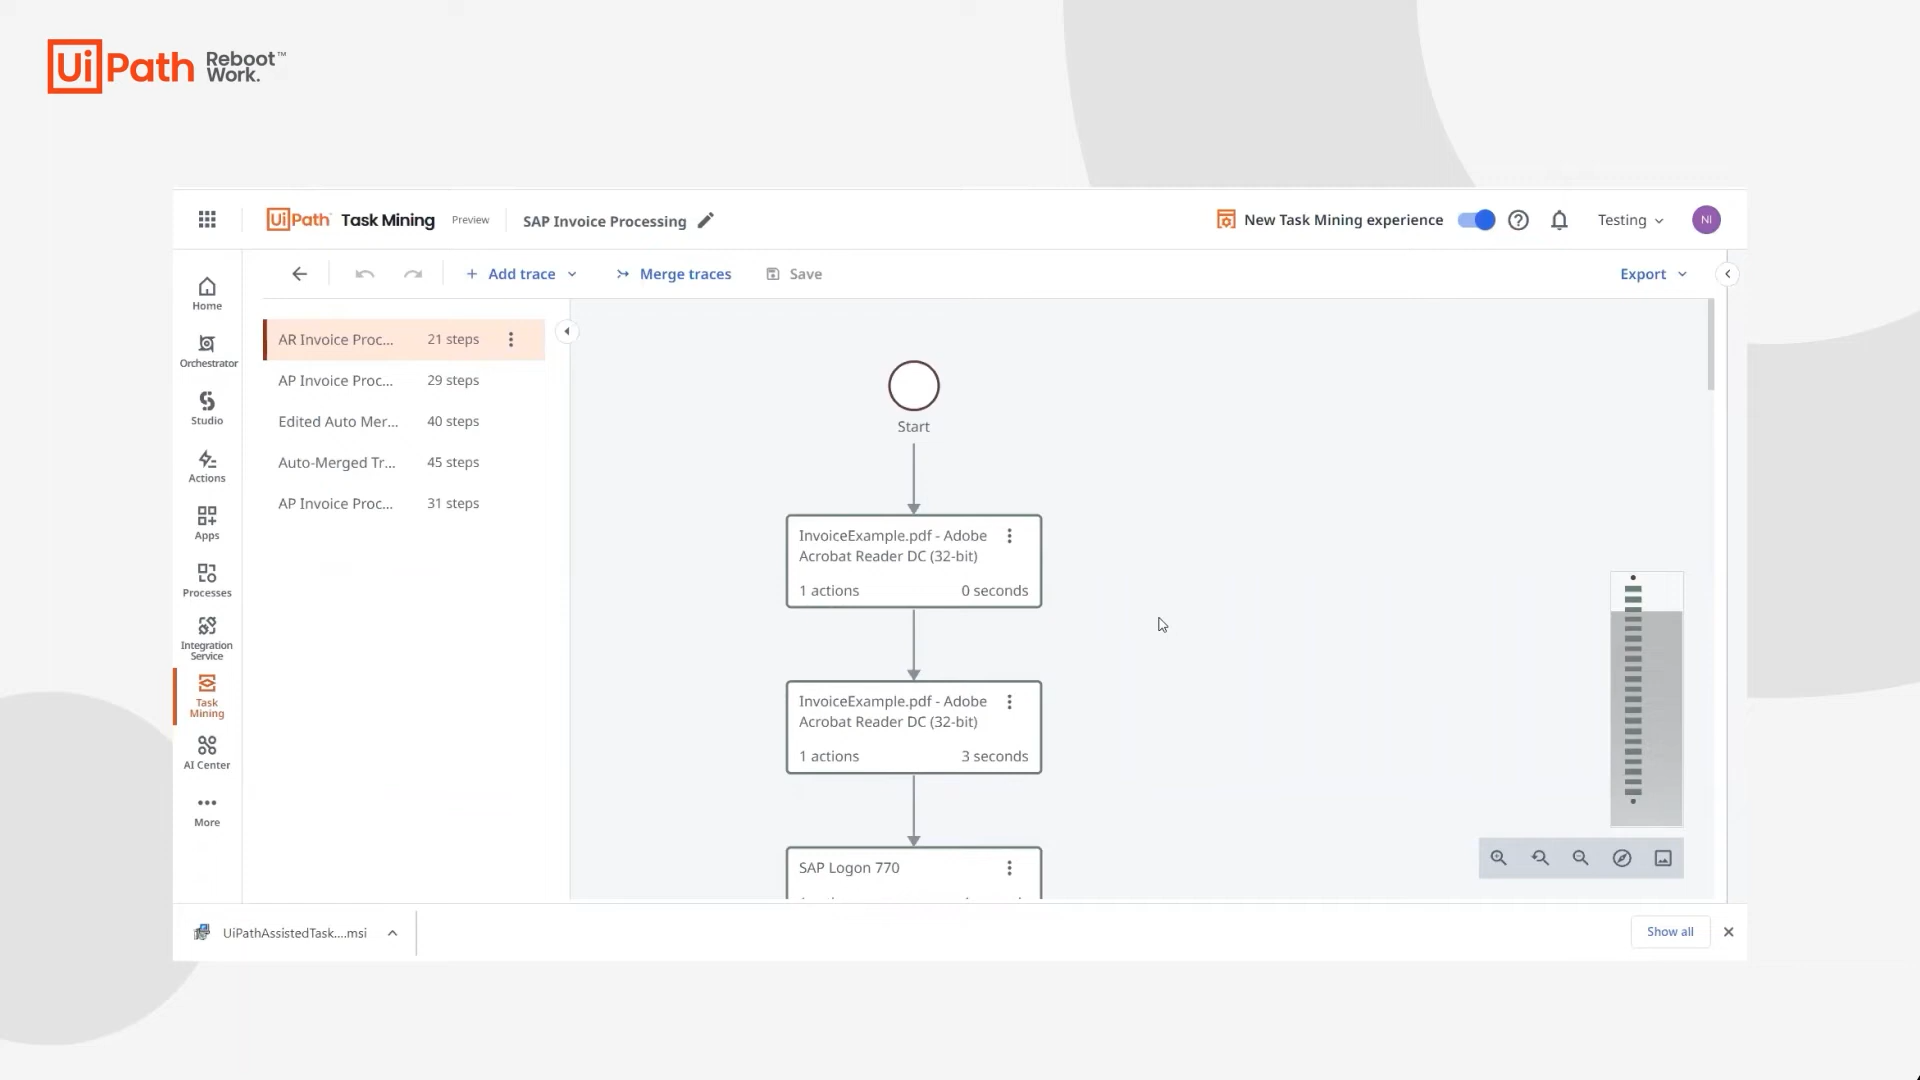 UiPath Reboot™
Work.
UiPath™ Task Mining Preview SAP Invoice Processing New Task Mining experience Testing NI
Add trace Merge traces Save Export
Home
Orchestrator
Studio
Actions
Apps
Processes
Integration
Service
Task
Mining
AI Center
More
AR Invoice Proc... 21 steps
AP Invoice Proc... 29 steps
Edited Auto Mer... 40 steps
Auto-Merged Tr... 45 steps
AP Invoice Proc... 31 steps
Start
InvoiceExample.pdf - Adobe
Acrobat Reader DC (32-bit)
1 actions 0 seconds
InvoiceExample.pdf - Adobe
Acrobat Reader DC (32-bit)
1 actions 3 seconds
SAP Logon 770
UiPathAssistedTask....msi Show all